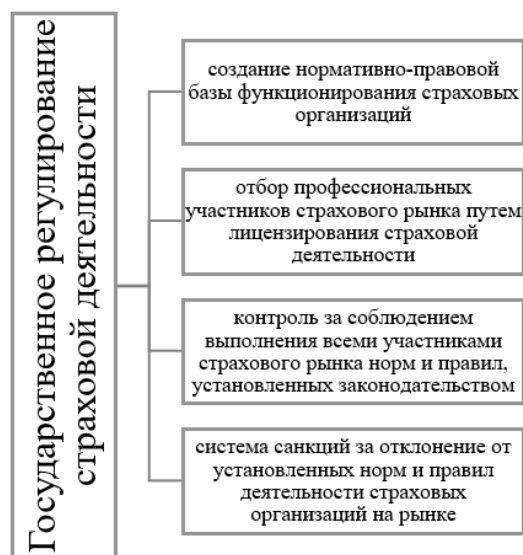 Государственное регулирование
страховой деятельности
создание нормативно-правовой
базы функционирования страховых
организаций
отбор профессиональных
участников страхового рынка путем
лицензирования страховой
деятельности
контроль за соблюдением
выполнения всеми участниками
страхового рынка норм и правил,
установленных законодательством
система санкций за отклонение от
установленных норм и правил
деятельности страховых
организаций на рынке